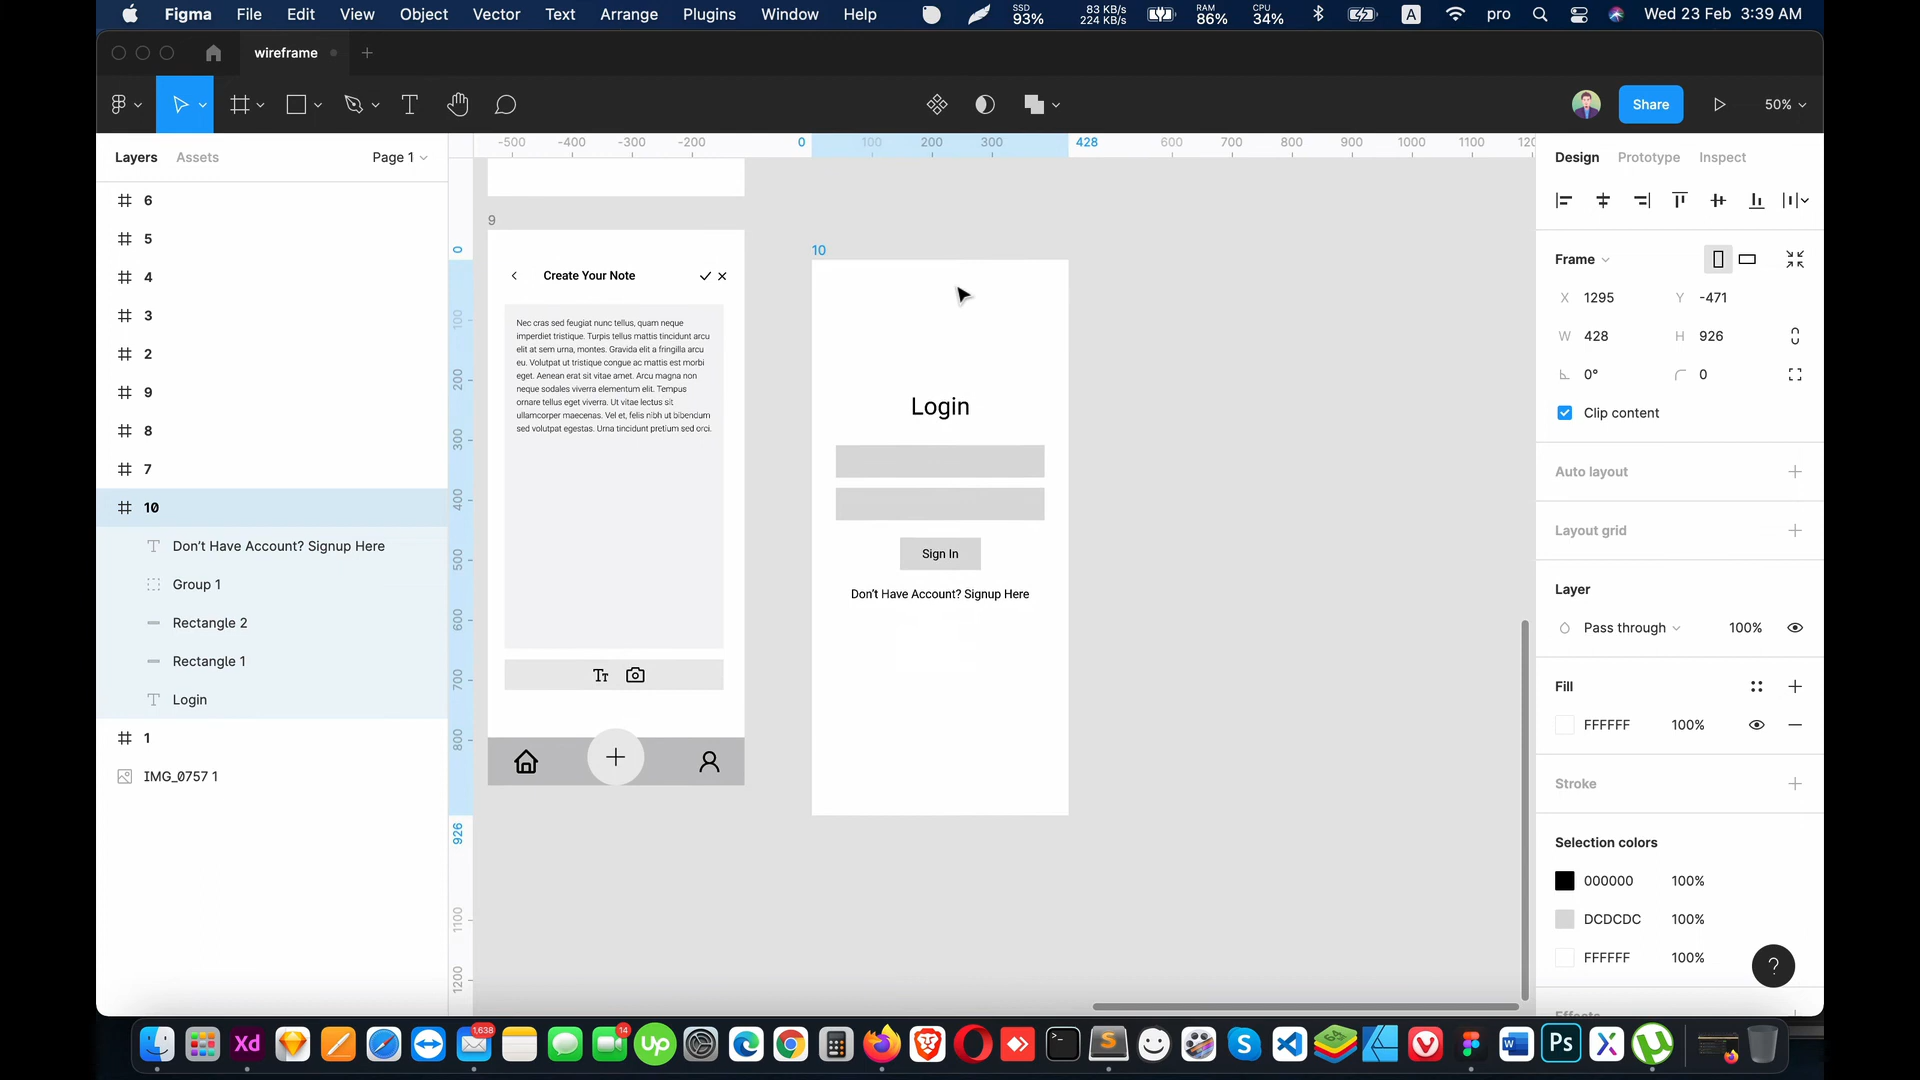 Figma File Edit View Object Vector Text Arrange Plugins Window Help
SSD 93% 83 KB/s 224 KB/s RAM 86% CPU 34% A pro Wed 23 Feb 3:39 AM
wireframe
Share 50%
Layers Assets Page 1
-500 -400 -300 -200 0 100 200 300 428 600 700 800 900 1000 1100 120
Design Prototype Inspect
6
5
4
3
2
9
8
7
10
Don’t Have Account? Signup Here
Group 1
Rectangle 2
Rectangle 1
Login
1
IMG_0757 1
0
100
200
300
400
500
600
700
800
926
1100
1200
9
Create Your Note
Nec cras sed feugiat nunc tellus, quam neque
imperdiet tristique. Turpis tellus mattis tincidunt arcu
elit at sem urna, montes. Gravida elit a fringilla arcu
eu. Volutpat ut tristique congue ac mattis est morbi
eget. Aenean erat sit vitae amet. Arcu magna non
neque sodales viverra elementum elit. Tempus
ornare tellus eget viverra. Ut vitae lectus sit
ullamcorper maecenas. Vel et, felis nibh ut bibendum
sed volutpat egestas. Urna tincidunt pretium sed orci.
Tт
10
Login
Sign In
Don’t Have Account? Signup Here
Frame
X 1295 Y -471
W 428 H 926
0° 0
Clip content
Auto layout
Layout grid
Layer
Pass through 100%
Fill
FFFFFF 100%
Stroke
Selection colors
000000 100%
DCDCDC 100%
FFFFFF 100%
?
Xd 1,638 14 Up S W Ps X